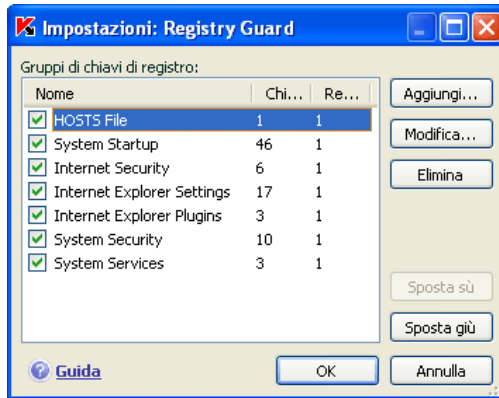 Impostazioni: Registry Guard
Gruppi di chiavi di registro:
Nome Chi... Re...
HOSTS File 1 1
System Startup 46 1
Internet Security 6 1
Internet Explorer Settings 17 1
Internet Explorer Plugins 3 1
System Security 10 1
System Services 3 1
Aggiungi...
Modifica...
Elimina
Sposta sù
Sposta giù
Guida
OK
Annulla